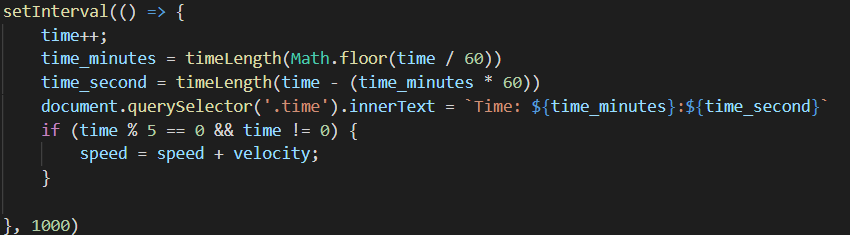 setInterval(() => {
    time++;
    time_minutes = timeLength(Math.floor(time / 60))
    time_second = timeLength(time - (time_minutes * 60))
    document.querySelector('.time').innerText = `Time: ${time_minutes}:${time_second}`
    if (time % 5 == 0 && time != 0) {
        speed = speed + velocity;
    }

}, 1000)